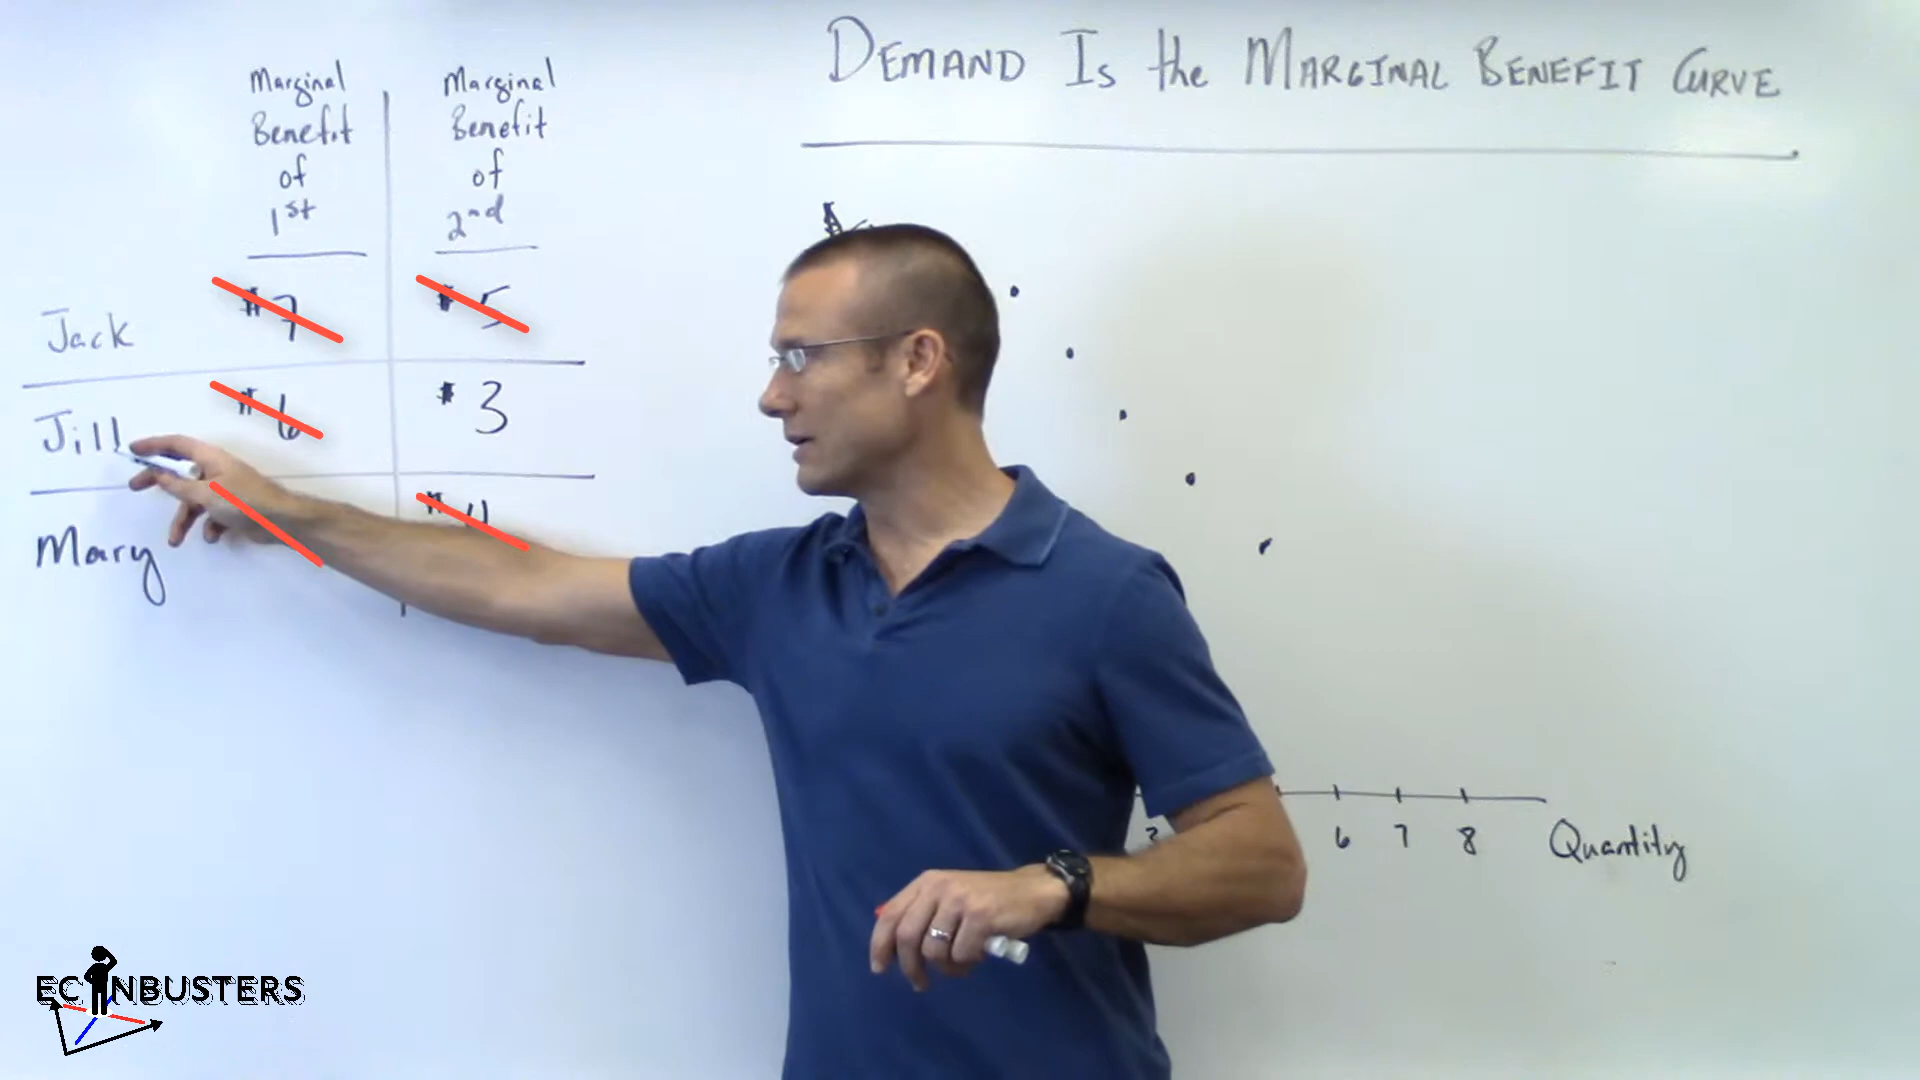 DEMAND IS the MARGINAL BENEFIT CURVE
Marginal Benefit of 1st
Marginal Benefit of 2nd
Jack $7 $5
Jill $6 $3
Mary
6 7 8 Quantity
ECONBUSTERS